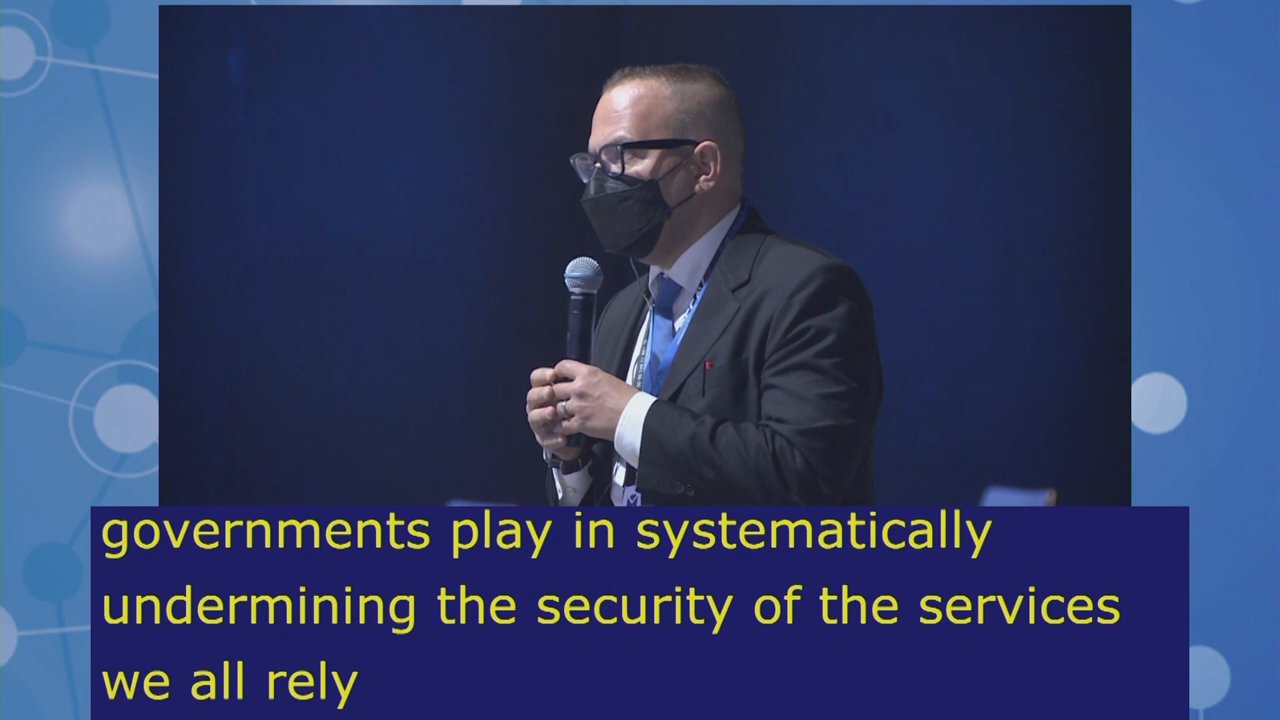 governments play in systematically
undermining the security of the services
we all rely